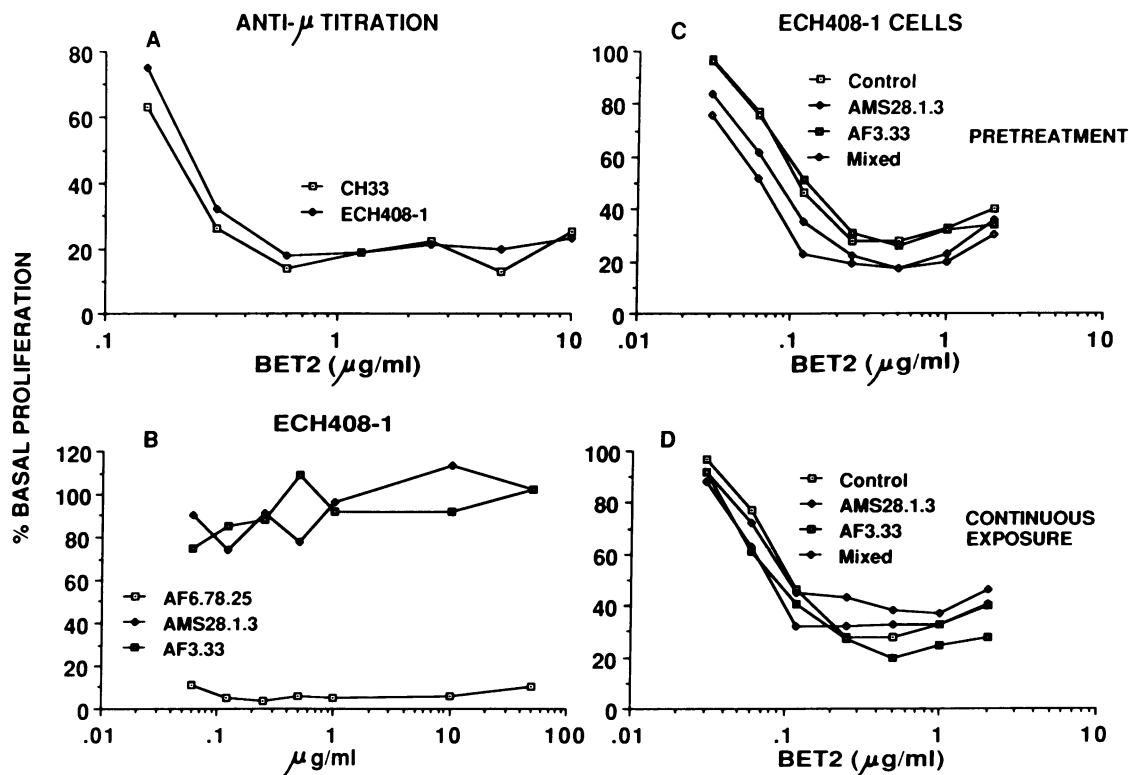 % BASAL PROLIFERATION
ANTI-μ TITRATION
A
80
60
40
20
0
CH33
ECH408-1
.1
1
10
BET2 (μg/ml)
ECH408-1
B
120
100
80
60
40
20
10
0
AF6.78.25
AMS28.1.3
AF3.33
.01
.1
1
10
100
μg/ml
ECH408-1 CELLS
C
100
80
60
40
20
0
Control
AMS28.1.3
AF3.33
Mixed
PRETREATMENT
.01
.1
1
10
BET2 (μg/ml)
D
100
80
60
40
20
0
Control
AMS28.1.3
AF3.33
Mixed
CONTINUOUS
EXPOSURE
.01
.1
1
10
BET2 (μg/ml)